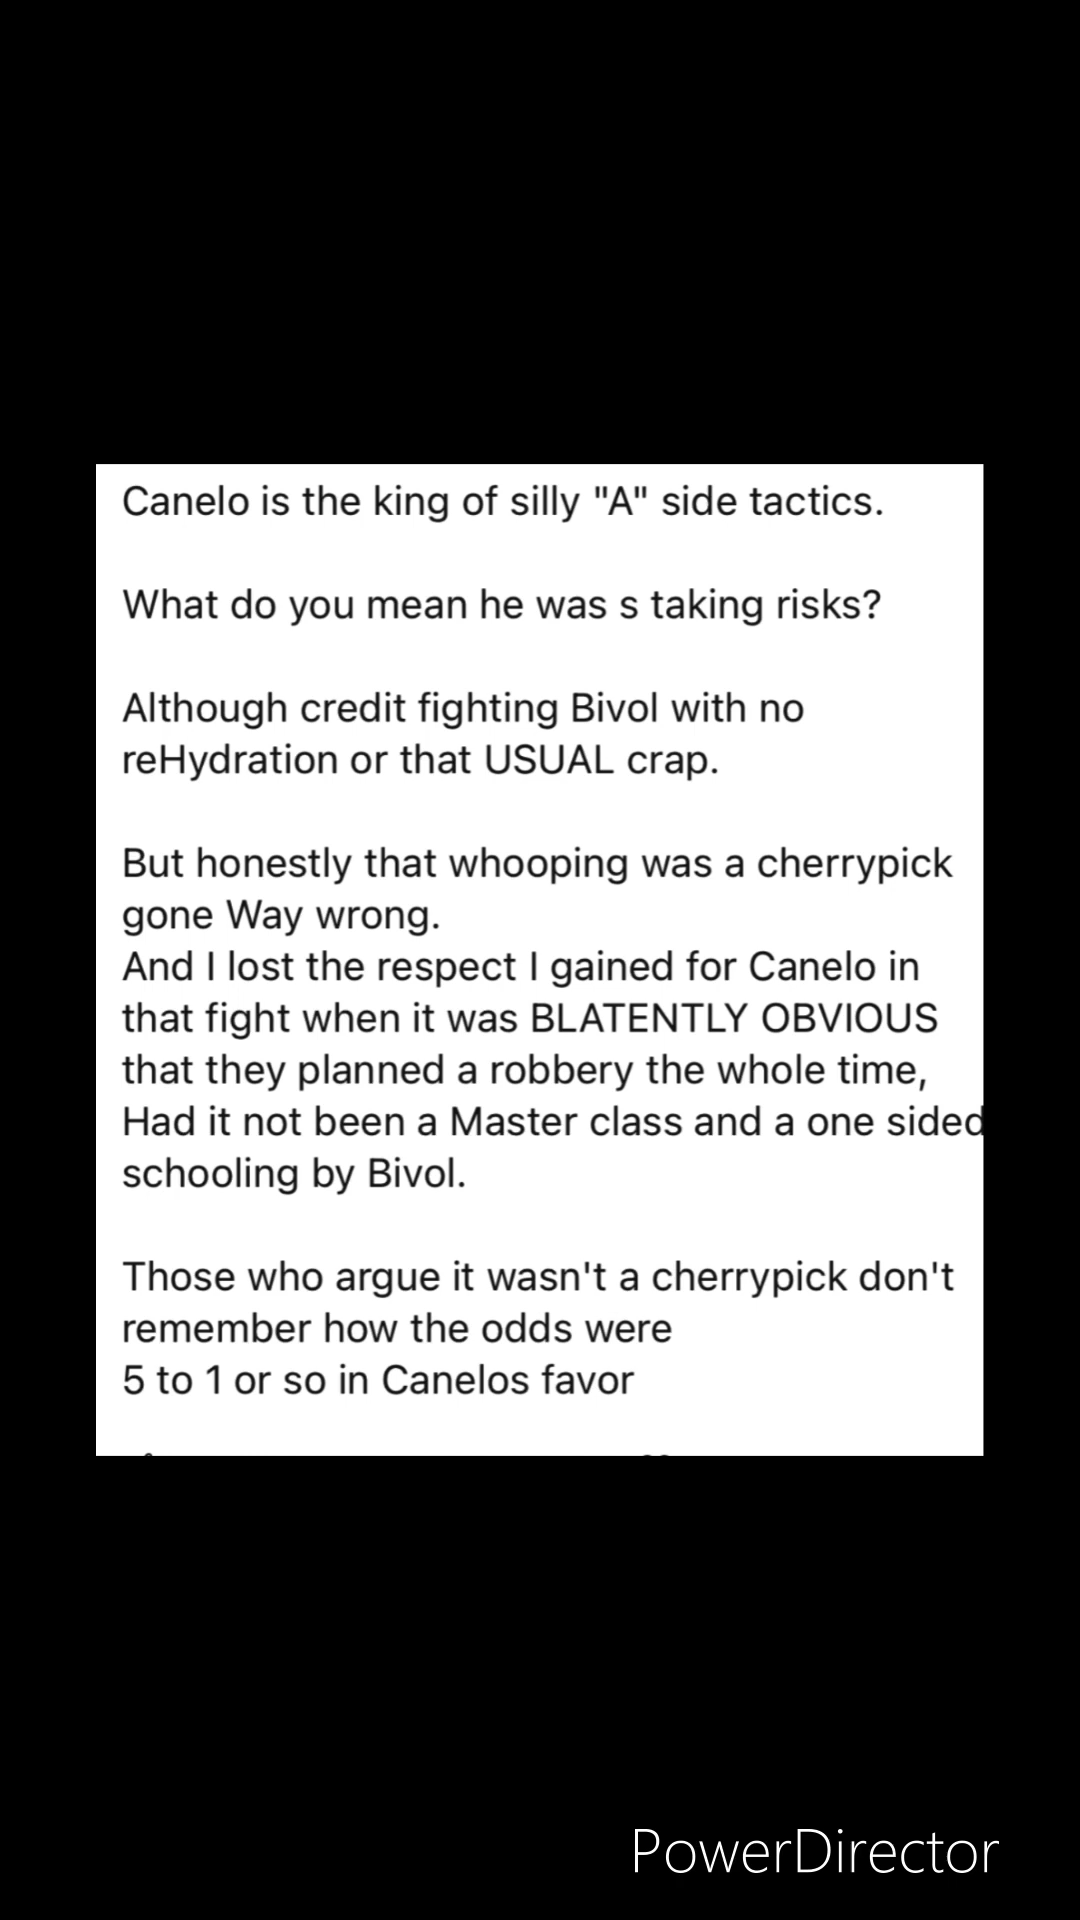 Canelo is the king of silly "A" side tactics.
What do you mean he was s taking risks?
Although credit fighting Bivol with no
reHydration or that USUAL crap.
But honestly that whooping was a cherrypick
gone Way wrong.
And I lost the respect I gained for Canelo in
that fight when it was BLATENTLY OBVIOUS
that they planned a robbery the whole time,
Had it not been a Master class and a one sided
schooling by Bivol.
Those who argue it wasn't a cherrypick don't
remember how the odds were
5 to 1 or so in Canelos favor
PowerDirector